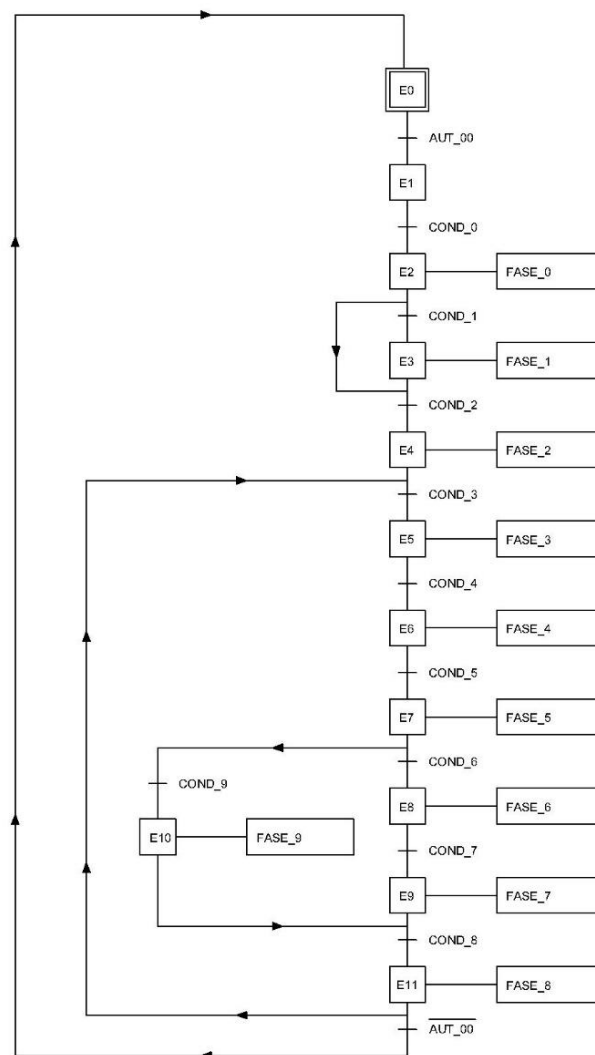 E0
AUT_00
E1
COND_0
E2 FASE_0
COND_1
E3 FASE_1
COND_2
E4 FASE_2
COND_3
E5 FASE_3
COND_4
E6 FASE_4
COND_5
E7 FASE_5
COND_6
COND_9
E8 FASE_6
E10 FASE_9
COND_7
E9 FASE_7
COND_8
E11 FASE_8
AUT_00